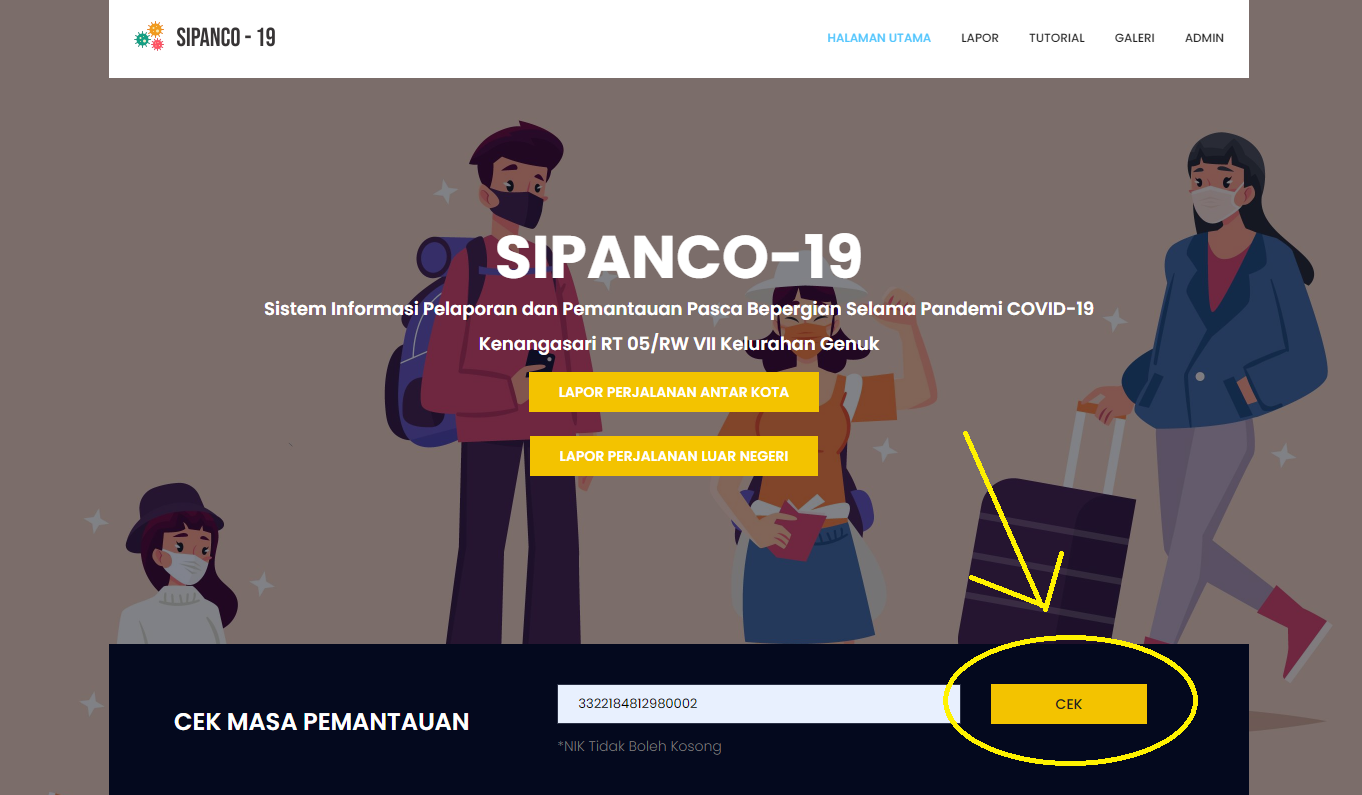 SIPANCO - 19
HALAMAN UTAMA LAPOR TUTORIAL GALERI ADMIN
SIPANCO-19
Sistem Informasi Pelaporan dan Pemantauan Pasca Bepergian Selama Pandemi COVID-19
Kenangasari RT 05/RW VII Kelurahan Genuk
LAPOR PERJALANAN ANTAR KOTA
LAPOR PERJALANAN LUAR NEGERI
CEK MASA PEMANTAUAN
3322184812980002
CEK
*NIK Tidak Boleh Kosong